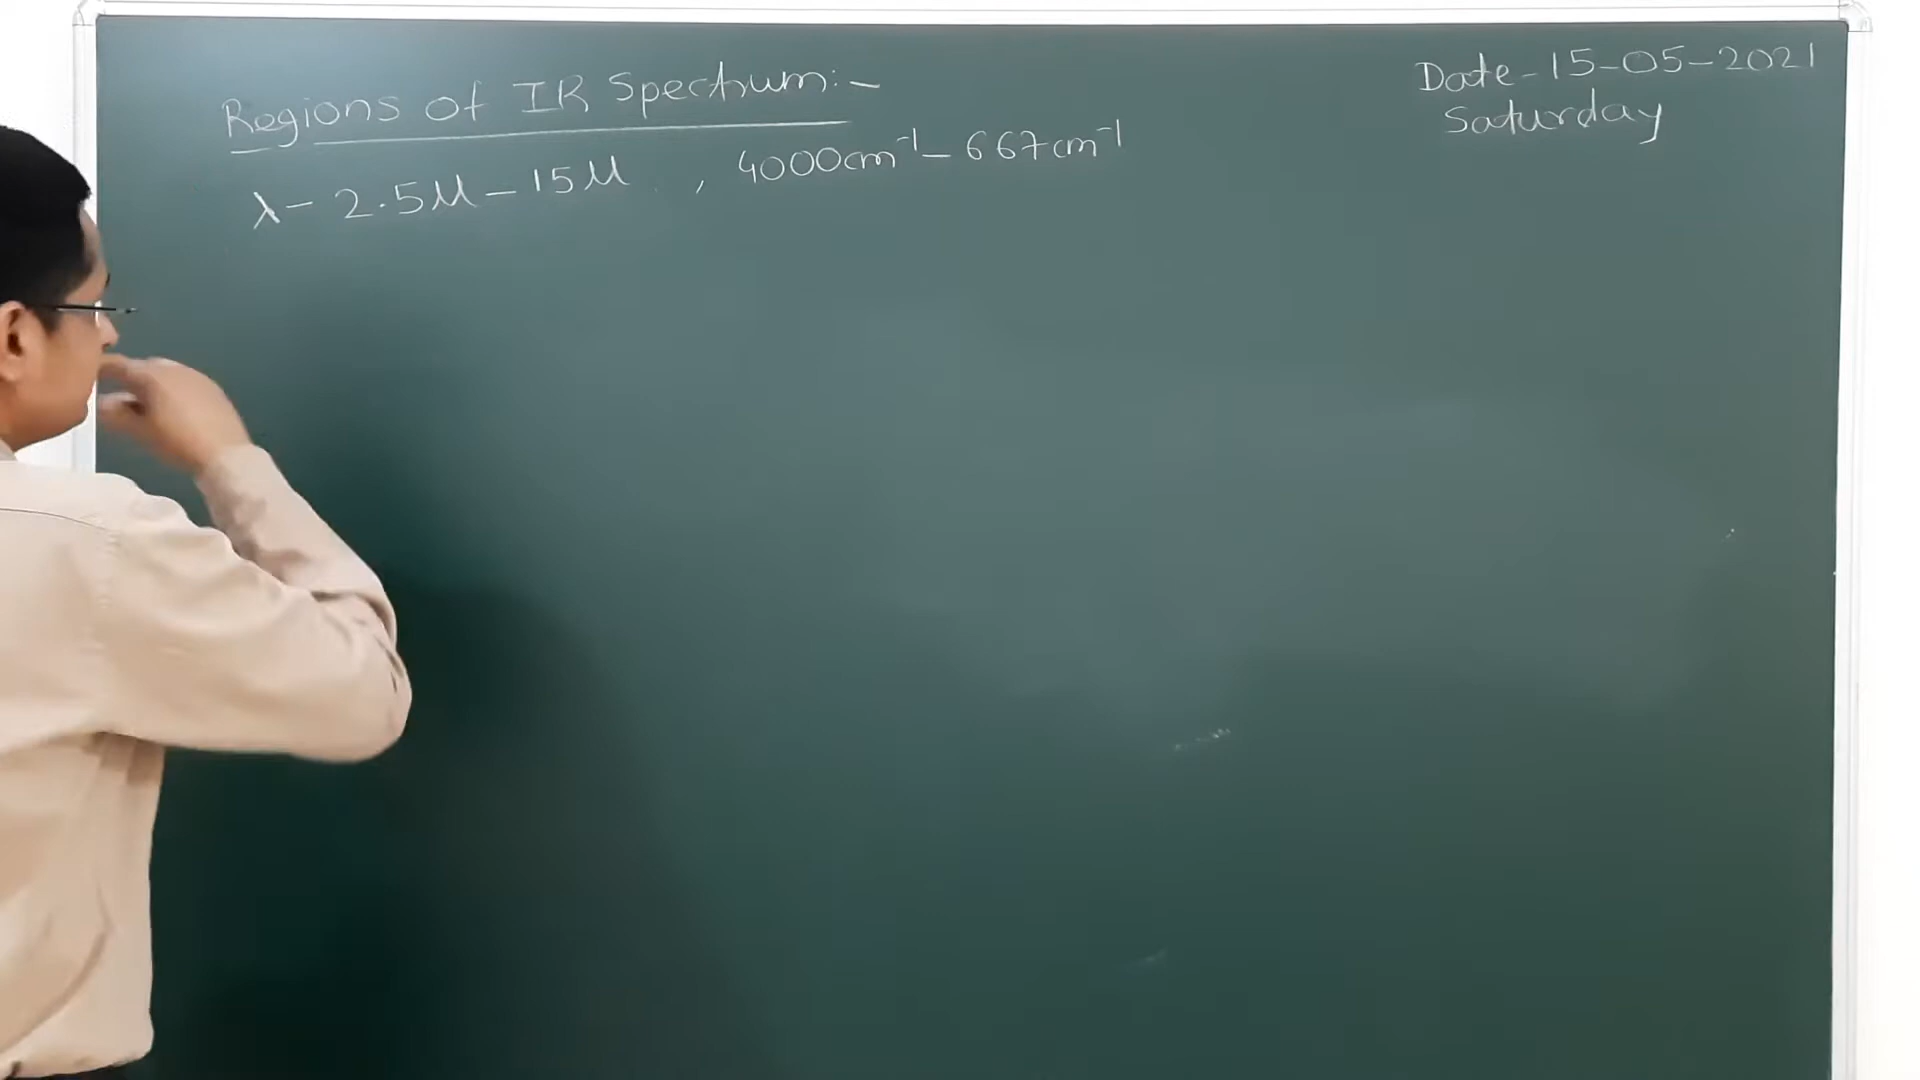 Regions of IR Spectrum:-
λ- 2.5μ - 15μ , 4000cm⁻¹ - 667cm⁻¹
Date-15-05-2021
Saturday